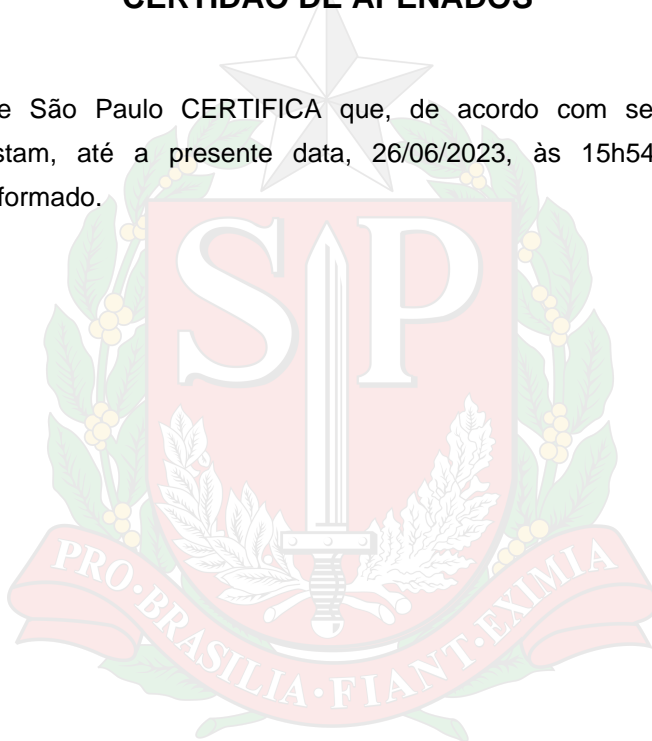 CERTIDÃO DE APENADOS
e São Paulo CERTIFICA que, de acordo com se
stam, até a presente data, 26/06/2023, às 15h54
formado.
SP
PRO·BRASILIA·FIANT·EXIMIA